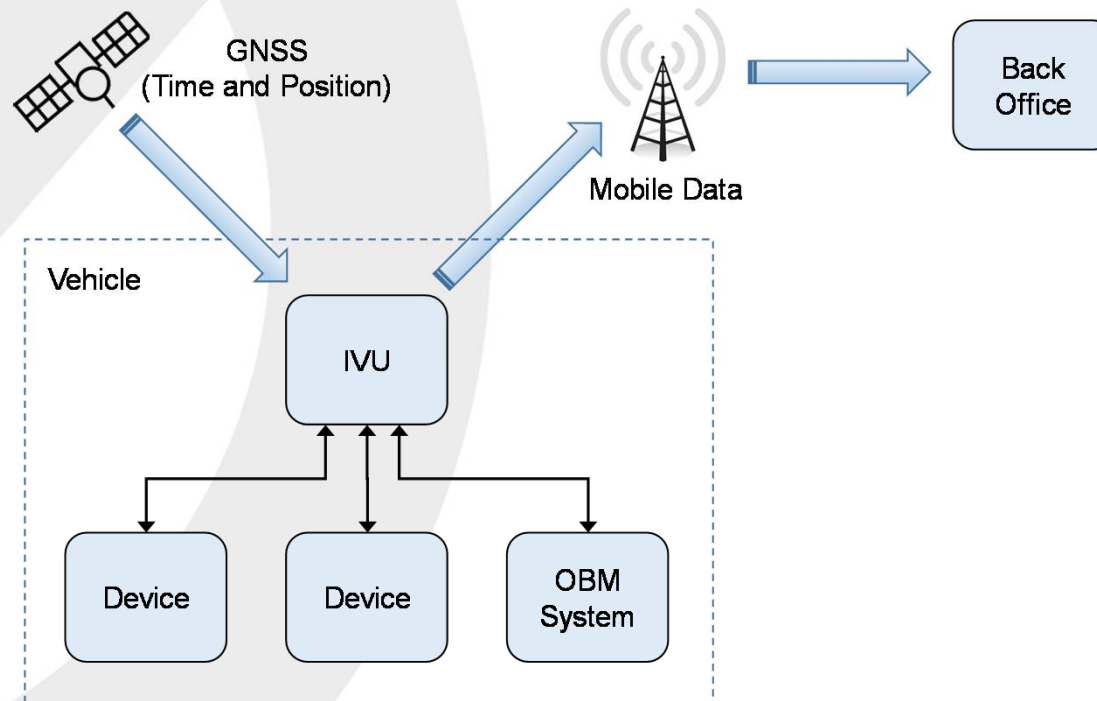 GNSS
(Time and Position)
Back
Office
Mobile Data
Vehicle
IVU
Device
Device
OBM
System